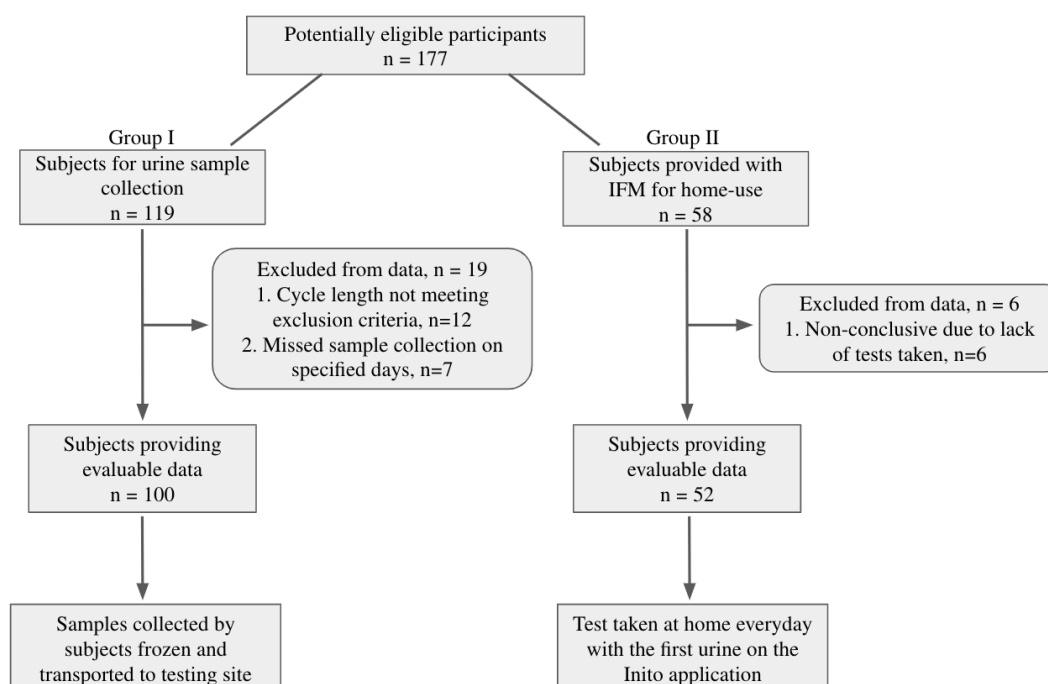 Potentially eligible participants
n = 177
Group I
Subjects for urine sample
collection
n = 119
Group II
Subjects provided with
IFM for home-use
n = 58
Excluded from data, n = 19
1. Cycle length not meeting
exclusion criteria, n=12
2. Missed sample collection on
specified days, n=7
Excluded from data, n = 6
1. Non-conclusive due to lack
of tests taken, n=6
Subjects providing
evaluable data
n = 100
Subjects providing
evaluable data
n = 52
Samples collected by
subjects frozen and
transported to testing site
Test taken at home everyday
with the first urine on the
Inito application